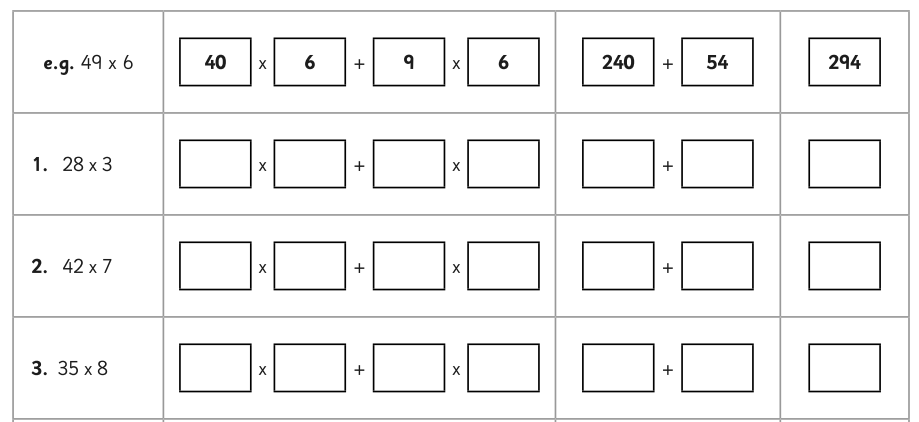 e.g. 49 x 6 40 x 6 + 9 x 6 240 + 54 294
1. 28 x 3 x + x +
2. 42 x 7 x + x +
3. 35 x 8 x + x +